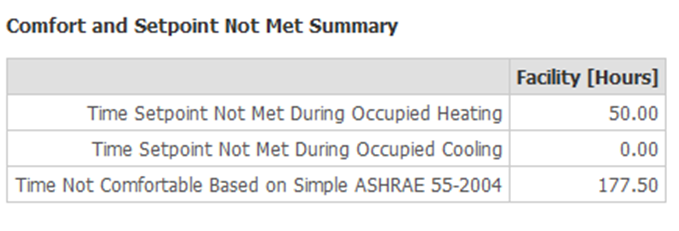 Comfort and Setpoint Not Met Summary
Facility [Hours]
Time Setpoint Not Met During Occupied Heating 50.00
Time Setpoint Not Met During Occupied Cooling 0.00
Time Not Comfortable Based on Simple ASHRAE 55-2004 177.50